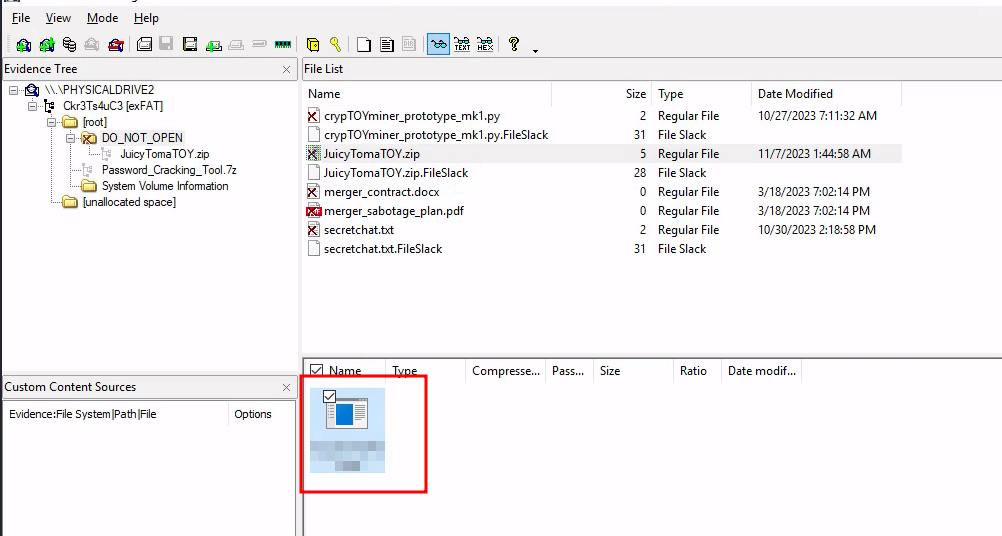 File View Mode Help
TEXT HEX
Evidence Tree
\\.\PHYSICALDRIVE2
Ckr3Ts4uC3 [exFAT]
[root]
DO_NOT_OPEN
JuicyTomaTOY.zip
Password_Cracking_Tool.7z
System Volume Information
[unallocated space]
File List
Name Size Type Date Modified
crypTOYminer_prototype_mk1.py 2 Regular File 10/27/2023 7:11:32 AM
crypTOYminer_prototype_mk1.py.FileSlack 31 File Slack
JuicyTomaTOY.zip 5 Regular File 11/7/2023 1:44:58 AM
JuicyTomaTOY.zip.FileSlack 28 File Slack
merger_contract.docx 0 Regular File 3/18/2023 7:02:14 PM
merger_sabotage_plan.pdf 0 Regular File 3/18/2023 7:02:14 PM
secretchat.txt 2 Regular File 10/30/2023 2:18:58 PM
secretchat.txt.FileSlack 31 File Slack
Custom Content Sources
Evidence:File System|Path|File Options
Name Type Compresse... Pass... Size Ratio Date modif...